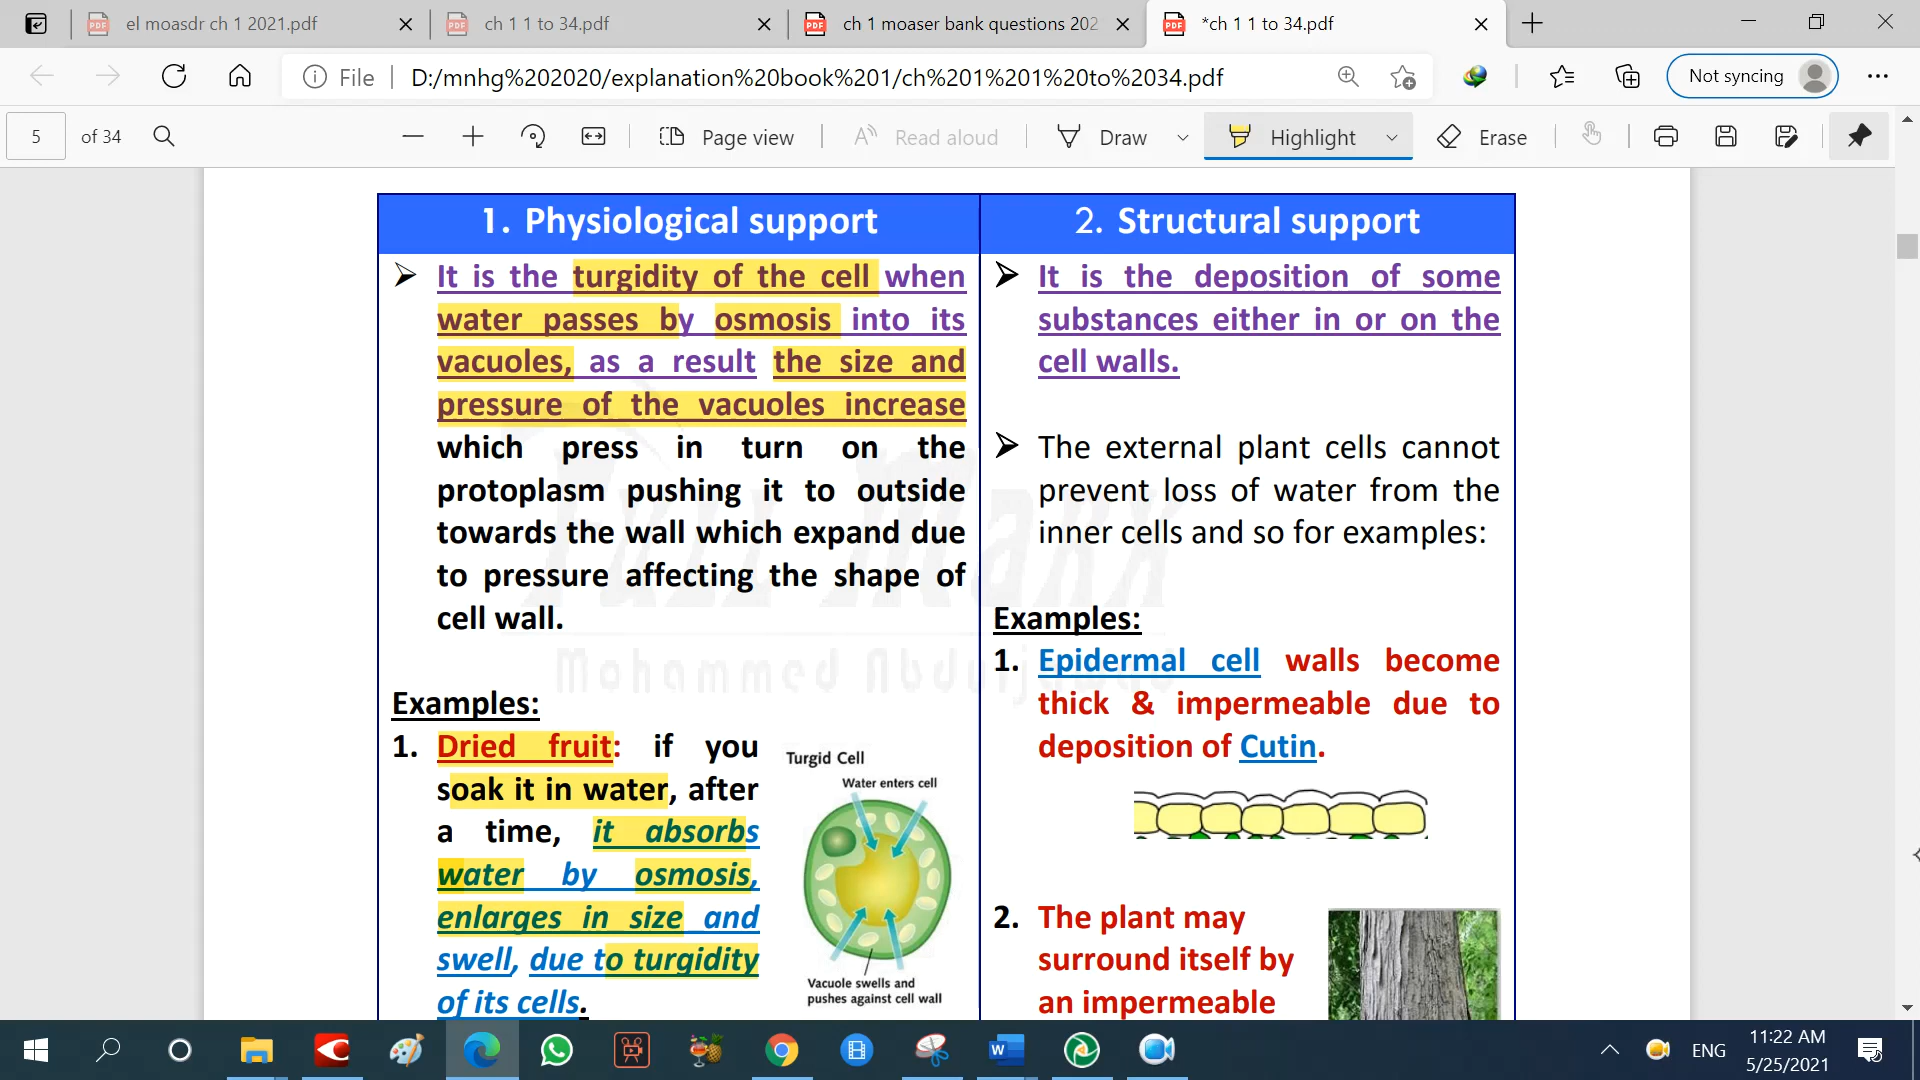 el moasdr ch 1 2021.pdf
ch 1 1 to 34.pdf
ch 1 moaser bank questions 202
*ch 1 1 to 34.pdf
File
D:/mnhg%202020/explanation%20book%201/ch%201%201%20to%2034.pdf
Not syncing
5 of 34
Page view
Read aloud
Draw
Highlight
Erase
1. Physiological support
It is the turgidity of the cell when
water passes by osmosis into its
vacuoles, as a result the size and
pressure of the vacuoles increase
which press in turn on the
protoplasm pushing it to outside
towards the wall which expand due
to pressure affecting the shape of
cell wall.
Examples:
1. Dried fruit: if you
soak it in water, after
a time, it absorbs
water by osmosis,
enlarges in size and
swell, due to turgidity
of its cells.
Turgid Cell
Water enters cell
Vacuole swells and
pushes against cell wall
2. Structural support
It is the deposition of some
substances either in or on the
cell walls.
The external plant cells cannot
prevent loss of water from the
inner cells and so for examples:
Examples:
1. Epidermal cell walls become
thick & impermeable due to
deposition of Cutin.
2. The plant may
surround itself by
an impermeable
Full Marx
ENG
11:22 AM
5/25/2021